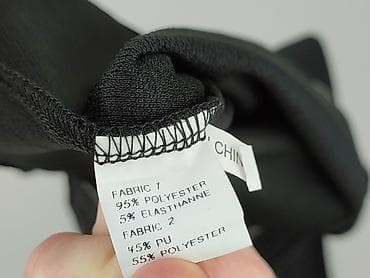 CHIN
FABRIC 1
95% POLYESTER
5% ELASTHANNE
FABRIC 2
45% PU
55% POLYESTER